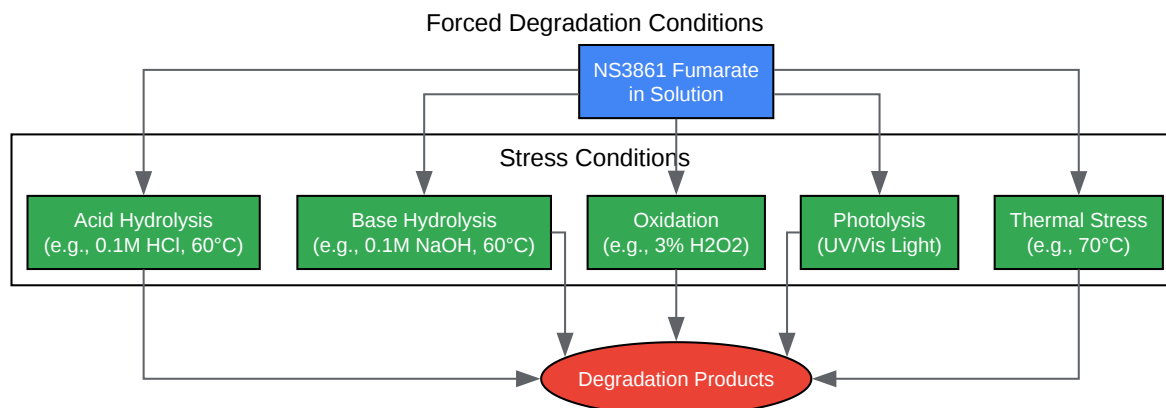 Forced Degradation Conditions
NS3861 Fumarate
in Solution
Stress Conditions
Acid Hydrolysis
(e.g., 0.1M HCl, 60°C)
Base Hydrolysis
(e.g., 0.1M NaOH, 60°C)
Oxidation
(e.g., 3% H2O2)
Photolysis
(UV/Vis Light)
Thermal Stress
(e.g., 70°C)
Degradation Products